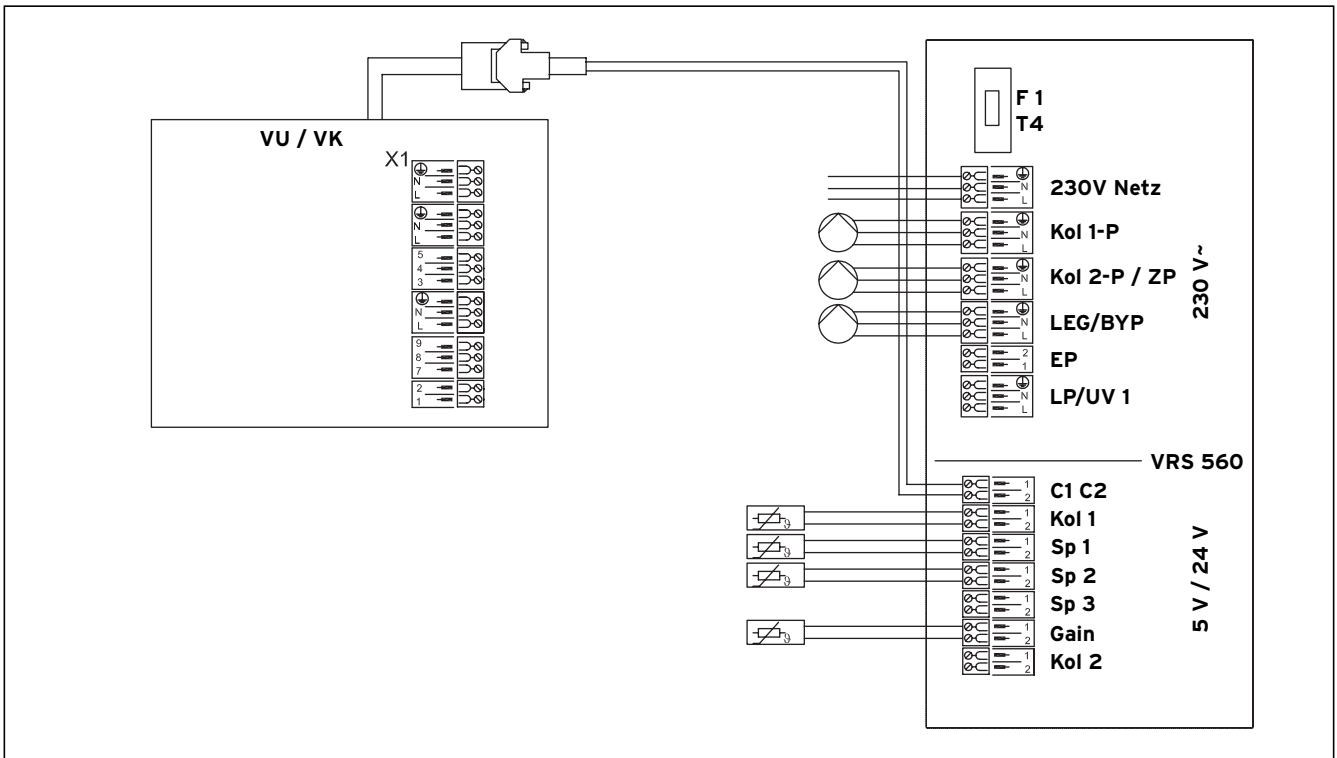 VU / VK
X1
N
L
N
L
5
4
3
N
L
9
8
7
2
1
F 1
T4
N
L
230V Netz
N
L
Kol 1-P
N
L
Kol 2-P / ZP
N
L
LEG/BYP
2
1
EP
N
L
LP/UV 1
230 V~
VRS 560
1
2
C1 C2
1
2
Kol 1
1
2
Sp 1
1
2
Sp 2
1
2
Sp 3
1
2
Gain
1
2
Kol 2
5 V / 24 V
ϑ
ϑ
ϑ
ϑ